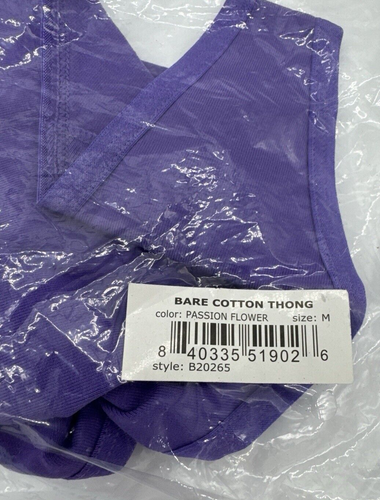 BARE COTTON THONG
color: PASSION FLOWER size: M
8 40335 51902 6
style: B20265